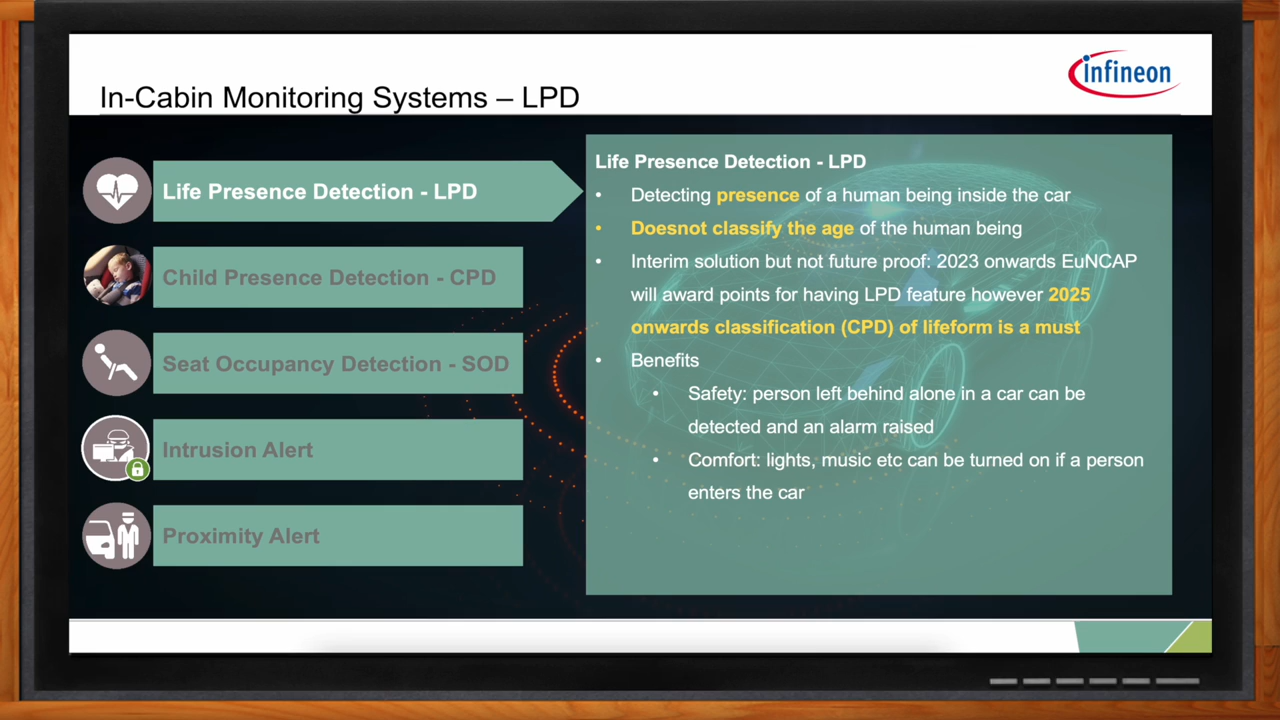 infineon
In-Cabin Monitoring Systems – LPD
Life Presence Detection - LPD
Child Presence Detection - CPD
Seat Occupancy Detection - SOD
Intrusion Alert
Proximity Alert
Life Presence Detection - LPD
• Detecting presence of a human being inside the car
• Doesnot classify the age of the human being
• Interim solution but not future proof: 2023 onwards EuNCAP
will award points for having LPD feature however 2025
onwards classification (CPD) of lifeform is a must
• Benefits
• Safety: person left behind alone in a car can be
detected and an alarm raised
• Comfort: lights, music etc can be turned on if a person
enters the car